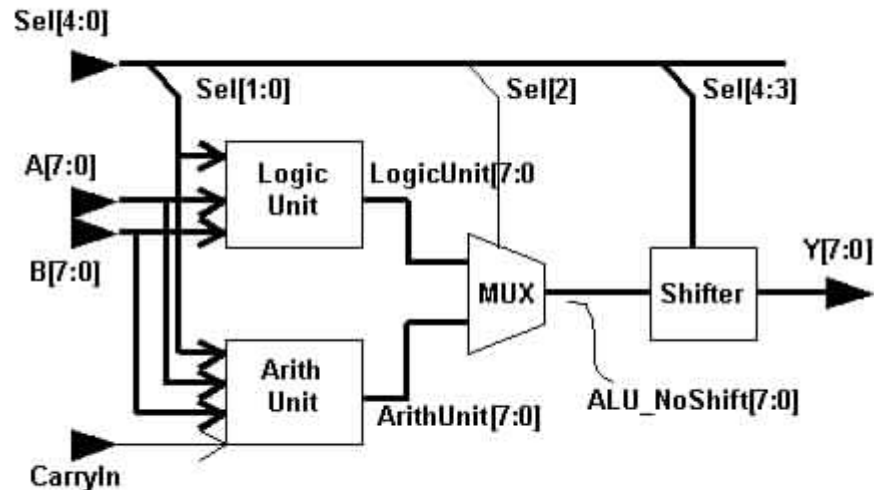 Sel[4:0]
Sel[1:0]
Sel[2]
Sel[4:3]
A[7:0]
Logic
Unit
LogicUnit[7:0
B[7:0]
MUX
Shifter
Y[7:0]
Arith
Unit
ArithUnit[7:0]
ALU_NoShift[7:0]
CarryIn